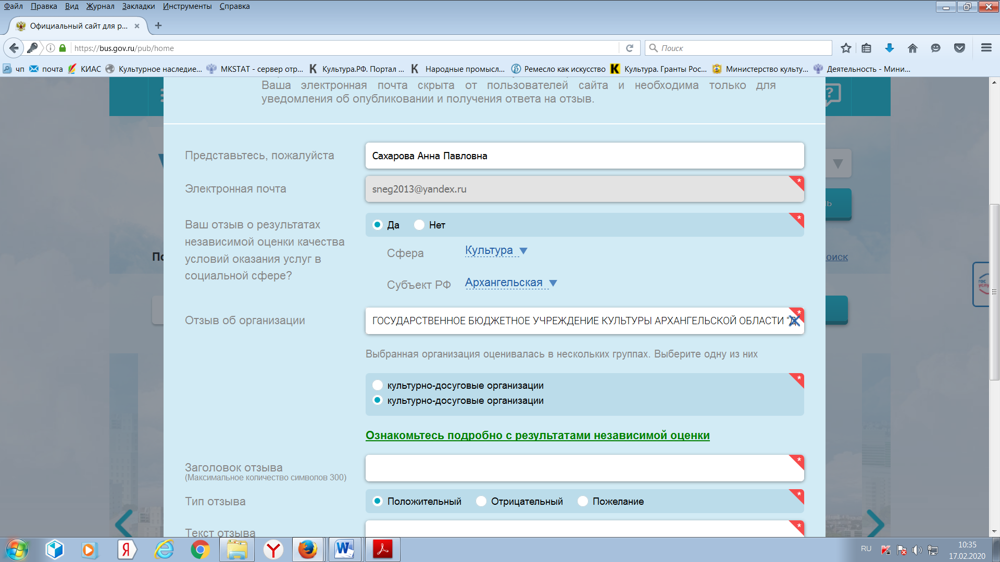 Файл Правка Вид Журнал Закладки Инструменты Справка
Официальный сайт для р...
https://bus.gov.ru/pub/home
Поиск
чп почта КИАС Культурное наследие... MKSTAT - сервер отр... Культура.РФ. Портал ... Народные промысл... Ремесло как искусство Культура. Гранты Рос... Министерство культу... Деятельность - Мини...
Ваша электронная почта скрыта от пользователей сайта и необходима только для
уведомления об опубликовании и получения ответа на отзыв.
Представьтесь, пожалуйста
Сахарова Анна Павловна
Электронная почта
sneg2013@yandex.ru
*
Ваш отзыв о результатах
независимой оценки качества
условий оказания услуг в
социальной сфере?
Да Нет
*
Сфера Культура
Субъект РФ Архангельская
Отзыв об организации
ГОСУДАРСТВЕННОЕ БЮДЖЕТНОЕ УЧРЕЖДЕНИЕ КУЛЬТУРЫ АРХАНГЕЛЬСКОЙ ОБЛАСТИ "Д
*
Выбранная организация оценивалась в нескольких группах. Выберите одну из них
культурно-досуговые организации
*
культурно-досуговые организации
Ознакомьтесь подробно с результатами независимой оценки
Заголовок отзыва
(Максимальное количество символов 300)
*
Тип отзыва
Положительный Отрицательный Пожелание
*
Текст отзыва
*
гос
услуги
RU
10:35
17.02.2020